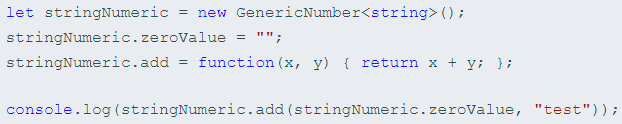 let stringNumeric = new GenericNumber<string>();
stringNumeric.zeroValue = "";
stringNumeric.add = function(x, y) { return x + y; };
console.log(stringNumeric.add(stringNumeric.zeroValue, "test"));